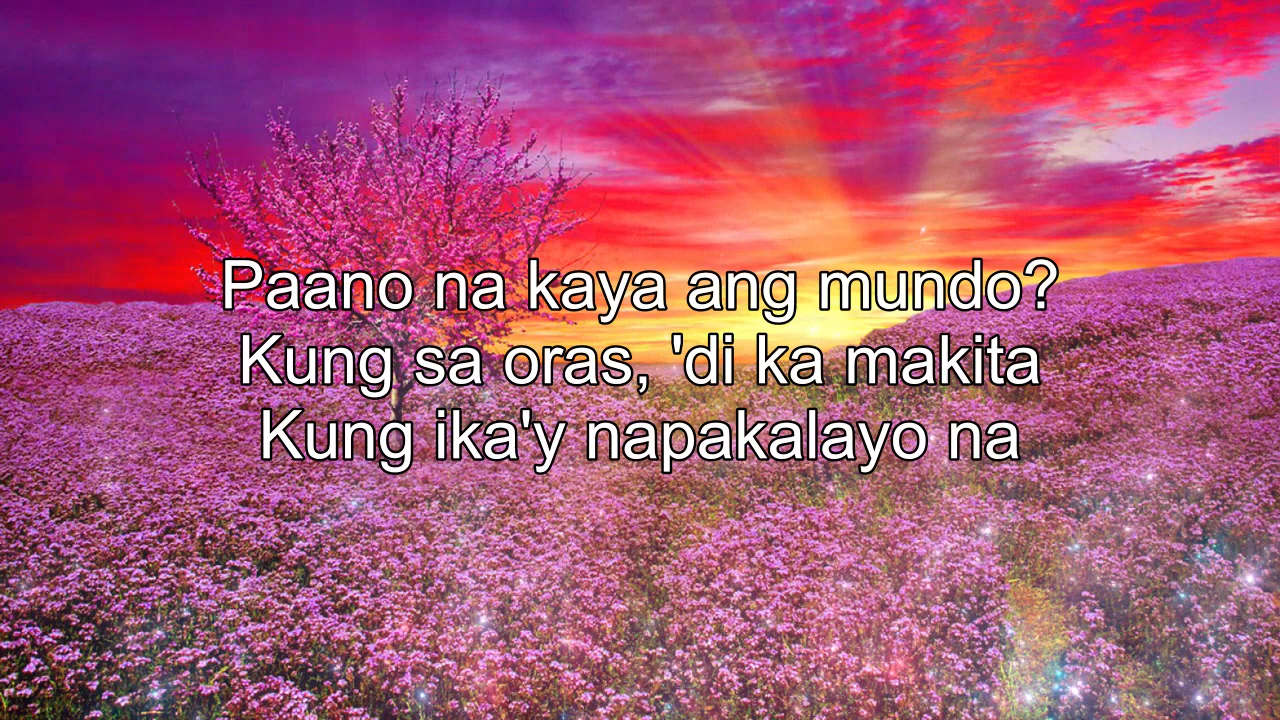 Paano na kaya ang mundo?
Kung sa oras, 'di ka makita
Kung ika'y napakalayo na